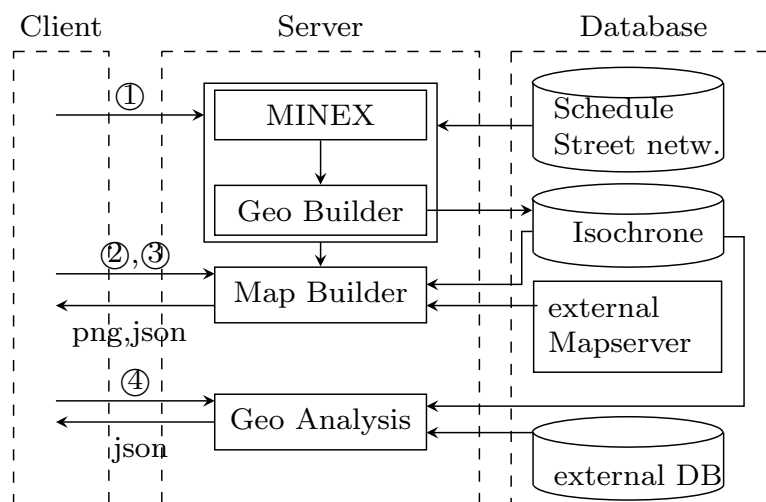 Client
Server
Database
①
MINEX
Schedule
Street netw.
Geo Builder
Isochrone
②,③
Map Builder
png,json
external
Mapserver
④
Geo Analysis
json
external DB